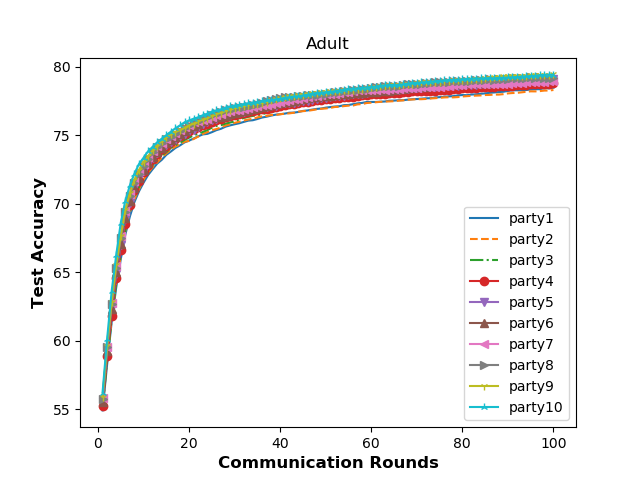 Adult
Test Accuracy
80
75
70
65
60
55
0 20 40 60 80 100
Communication Rounds
party1
party2
party3
party4
party5
party6
party7
party8
party9
party10